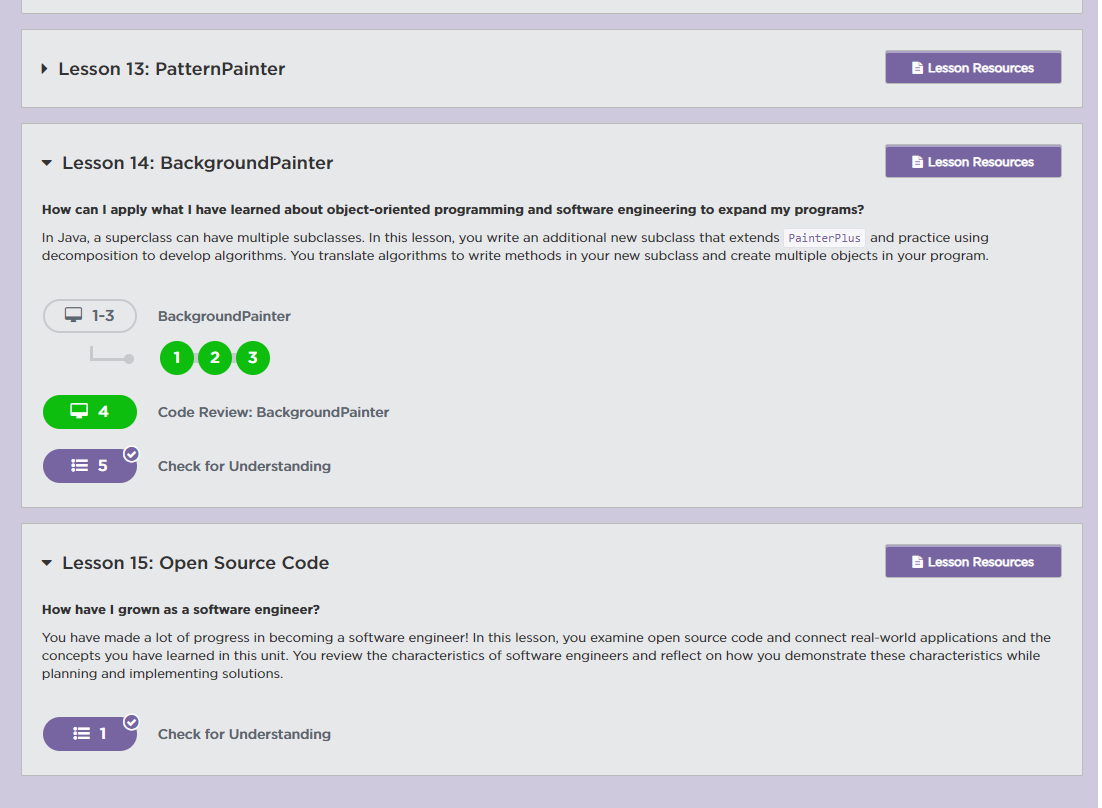 Lesson 13: PatternPainter
Lesson Resources
Lesson 14: BackgroundPainter
Lesson Resources
How can I apply what I have learned about object-oriented programming and software engineering to expand my programs?
In Java, a superclass can have multiple subclasses. In this lesson, you write an additional new subclass that extends PainterPlus and practice using
decomposition to develop algorithms. You translate algorithms to write methods in your new subclass and create multiple objects in your program.
1-3 BackgroundPainter
1 2 3
4 Code Review: BackgroundPainter
5 Check for Understanding
Lesson 15: Open Source Code
Lesson Resources
How have I grown as a software engineer?
You have made a lot of progress in becoming a software engineer! In this lesson, you examine open source code and connect real-world applications and the
concepts you have learned in this unit. You review the characteristics of software engineers and reflect on how you demonstrate these characteristics while
planning and implementing solutions.
1 Check for Understanding